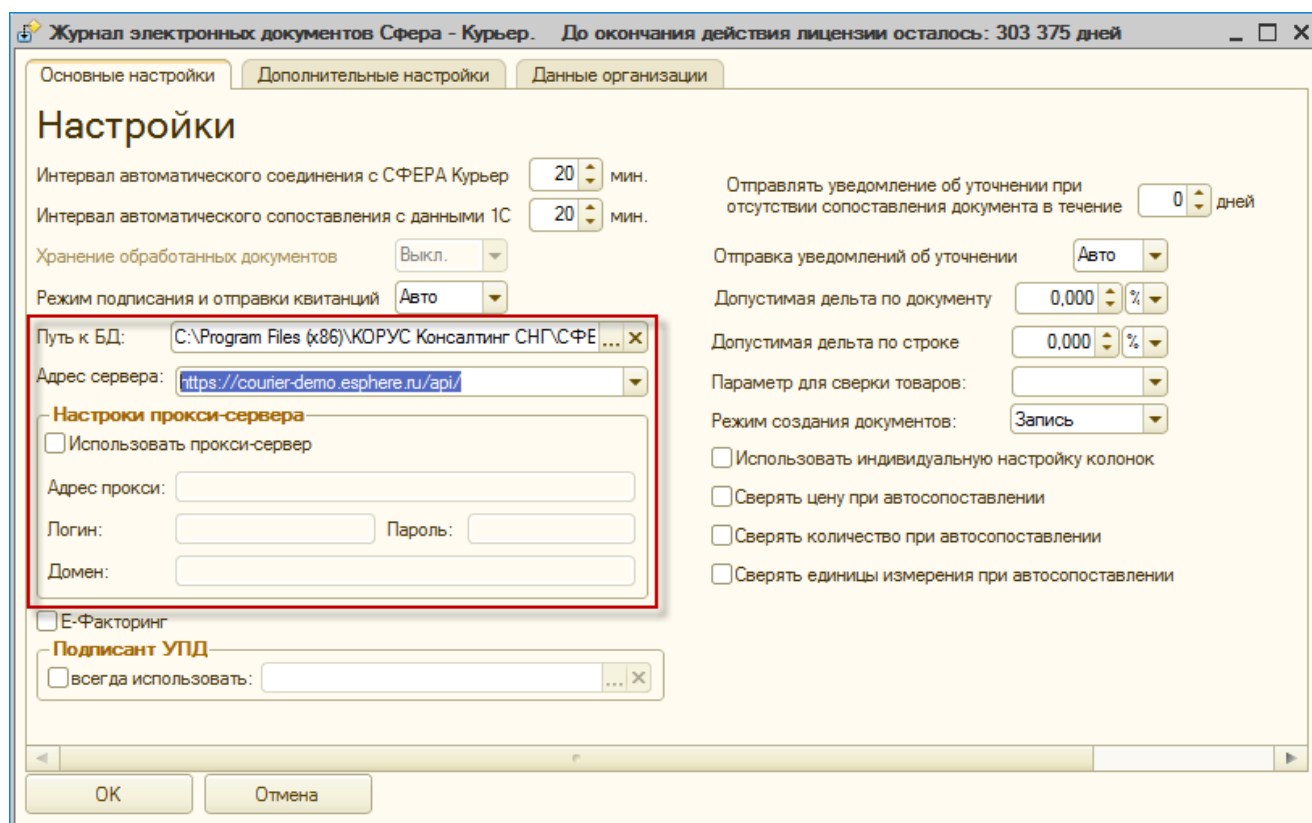 Журнал электронных документов Сфера - Курьер. До окончания действия лицензии осталось: 303 375 дней
Основные настройки
Дополнительные настройки
Данные организации
Настройки
Интервал автоматического соединения с СФЕРА Курьер 20 мин.
Интервал автоматического сопоставления с данными 1С 20 мин.
Хранение обработанных документов Выкл.
Режим подписания и отправки квитанций Авто
Путь к БД: C:\Program Files (x86)\КОРУС Консалтинг СНГ\СФЕ ...
Адрес сервера: https://courier-demo.esphere.ru/api/
Настроки прокси-сервера
Использовать прокси-сервер
Адрес прокси:
Логин: Пароль:
Домен:
Е-Факторинг
Подписант УПД
всегда использовать: ...
Отправлять уведомление об уточнении при
отсутствии сопоставления документа в течение 0 дней
Отправка уведомлений об уточнении Авто
Допустимая дельта по документу 0,000 %
Допустимая дельта по строке 0,000 %
Параметр для сверки товаров:
Режим создания документов: Запись
Использовать индивидуальную настройку колонок
Сверять цену при автосопоставлении
Сверять количество при автосопоставлении
Сверять единицы измерения при автосопоставлении
OK
Отмена